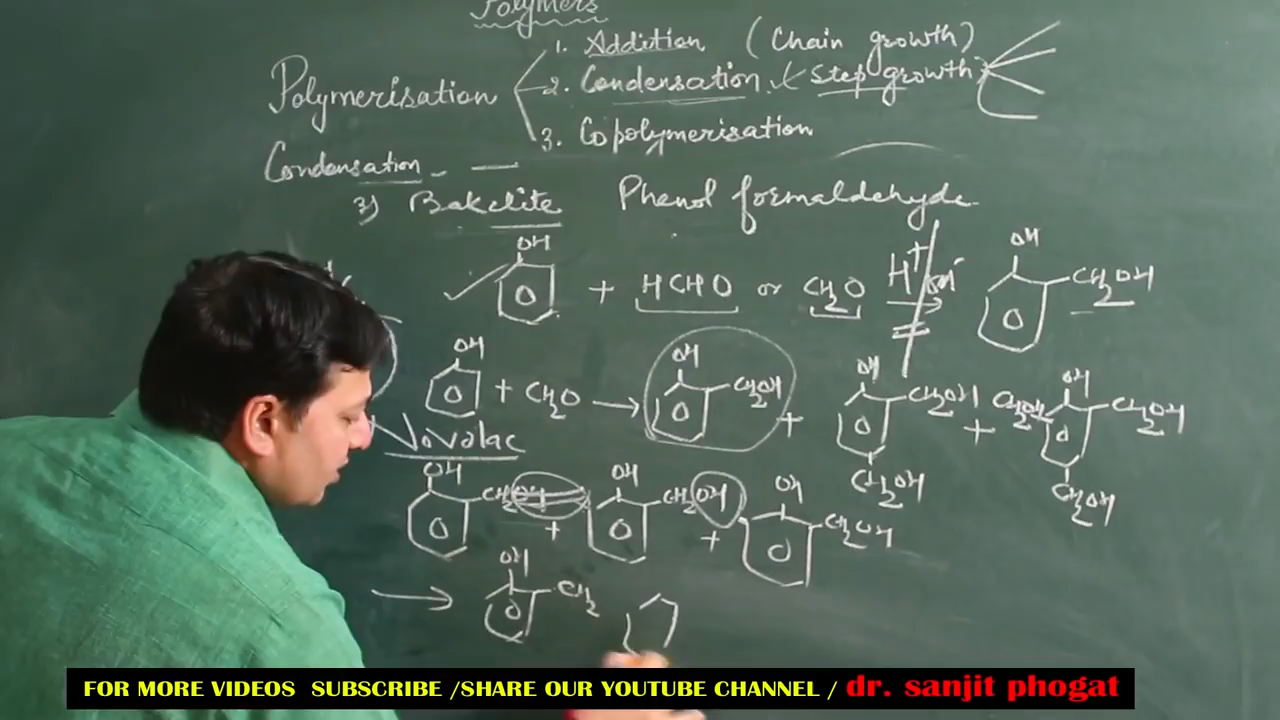 Polymers
Polymerisation
1. Addition (Chain growth)
2. Condensation (Step growth)
3. Copolymerisation
Condensation -
3) Bakelite Phenol formaldehyde
OH OH
+ HCHO or CH2O H+/OH- CH2OH
OH OH OH OH
+ CH2O → CH2OH + CH2OH + CH2OH CH2OH
CH2OH CH2OH
Novolac
OH OH OH
CH2OH + CH2OH + CH2OH
OH
→ CH2
FOR MORE VIDEOS SUBSCRIBE /SHARE OUR YOUTUBE CHANNEL / dr. sanjit phogat